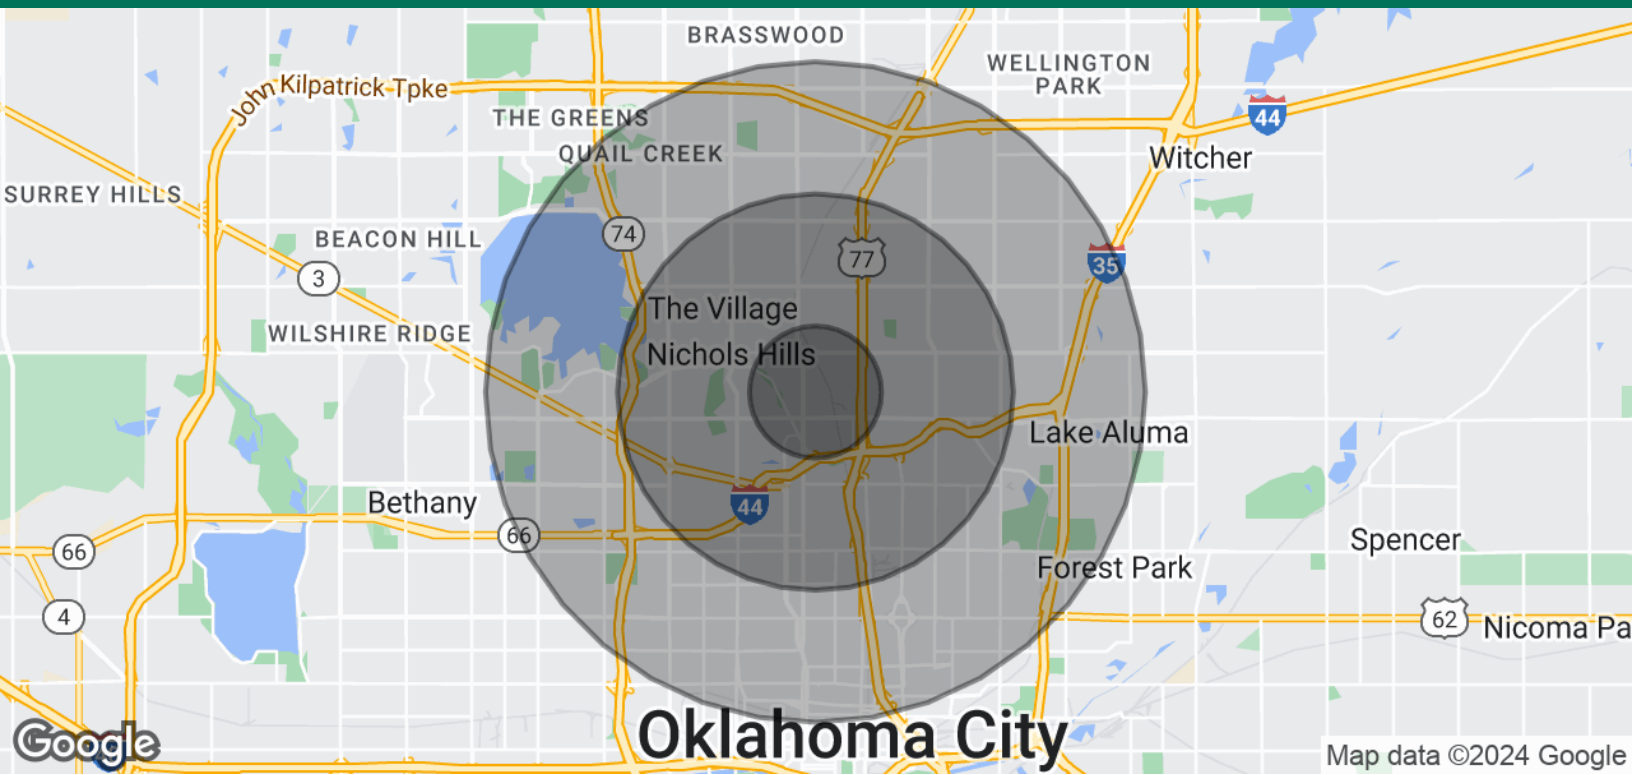 BRASSWOOD
WELLINGTON
PARK
John Kilpatrick Tpke
44
THE GREENS
QUAIL CREEK
Witcher
SURREY HILLS
74
BEACON HILL
77
35
3
The Village
WILSHIRE RIDGE
Nichols Hills
Lake Aluma
Bethany
44
66
Spencer
66
Forest Park
4
62
Nicoma Pa
Oklahoma City
Google
Map data ©2024 Google